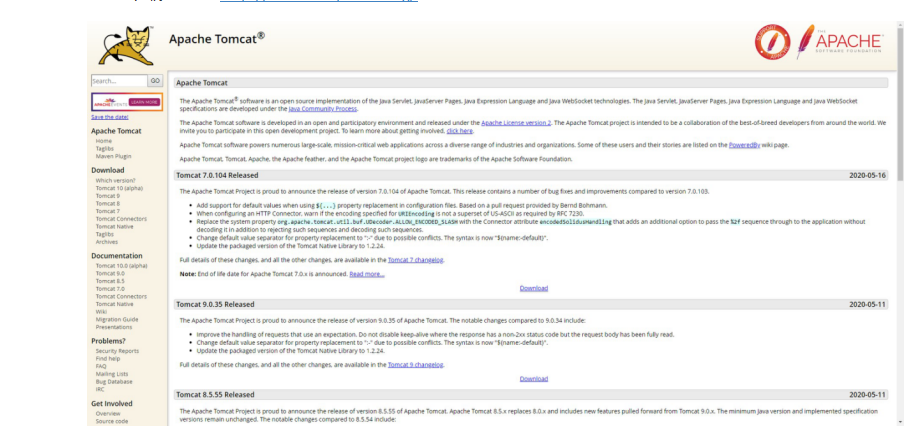 Apache Tomcat®
THE
APACHE
SOFTWARE FOUNDATION
Search... GO
APACHE EVENTS LEARN MORE
Save the date!
Apache Tomcat
Home
Taglibs
Maven Plugin
Download
Which version?
Tomcat 10 (alpha)
Tomcat 9
Tomcat 8
Tomcat 7
Tomcat Connectors
Tomcat Native
Taglibs
Archives
Documentation
Tomcat 10.0 (alpha)
Tomcat 9.0
Tomcat 8.5
Tomcat 7.0
Tomcat Connectors
Tomcat Native
Wiki
Migration Guide
Presentations
Problems?
Security Reports
Find help
FAQ
Mailing Lists
Bug Database
IRC
Get Involved
Overview
Source code
Apache Tomcat
The Apache Tomcat® software is an open source implementation of the Java Servlet, JavaServer Pages, Java Expression Language and Java WebSocket technologies. The Java Servlet, JavaServer Pages, Java Expression Language and Java WebSocket
specifications are developed under the Java Community Process.
The Apache Tomcat software is developed in an open and participatory environment and released under the Apache License version 2. The Apache Tomcat project is intended to be a collaboration of the best-of-breed developers from around the world. We
invite you to participate in this open development project. To learn more about getting involved, click here.
Apache Tomcat software powers numerous large-scale, mission-critical web applications across a diverse range of industries and organizations. Some of these users and their stories are listed on the PoweredBy wiki page.
Apache Tomcat, Tomcat, Apache, the Apache feather, and the Apache Tomcat project logo are trademarks of the Apache Software Foundation.
Tomcat 7.0.104 Released 2020-05-16
The Apache Tomcat Project is proud to announce the release of version 7.0.104 of Apache Tomcat. This release contains a number of bug fixes and improvements compared to version 7.0.103.
• Add support for default values when using ${...} property replacement in configuration files. Based on a pull request provided by Bernd Bohmann.
• When configuring an HTTP Connector, warn if the encoding specified for URIEncoding is not a superset of US-ASCII as required by RFC 7230.
Replace the system property org.apache.tomcat.util.buf.UDecoder.ALLOW_ENCODED_SLASH with the Connector attribute encodedSolidusHandling that adds an additional option to pass the %2f sequence through to the application without
decoding it in addition to rejecting such sequences and decoding such sequences.
• Change default value separator for property replacement to ":-" due to possible conflicts. The syntax is now "${name:-default}".
• Update the packaged version of the Tomcat Native Library to 1.2.24.
Full details of these changes, and all the other changes, are available in the Tomcat 7 changelog.
Note: End of life date for Apache Tomcat 7.0.x is announced. Read more...
Download
Tomcat 9.0.35 Released 2020-05-11
The Apache Tomcat Project is proud to announce the release of version 9.0.35 of Apache Tomcat. The notable changes compared to 9.0.34 include:
• Improve the handling of requests that use an expectation. Do not disable keep-alive where the response has a non-2xx status code but the request body has been fully read.
• Change default value separator for property replacement to ":-" due to possible conflicts. The syntax is now "${name:-default}".
• Update the packaged version of the Tomcat Native Library to 1.2.24.
Full details of these changes, and all the other changes, are available in the Tomcat 9 changelog.
Download
Tomcat 8.5.55 Released 2020-05-11
The Apache Tomcat Project is proud to announce the release of version 8.5.55 of Apache Tomcat. Apache Tomcat 8.5.x replaces 8.0.x and includes new features pulled forward from Tomcat 9.0.x. The minimum Java version and implemented specification
versions remain unchanged. The notable changes compared to 8.5.54 include: